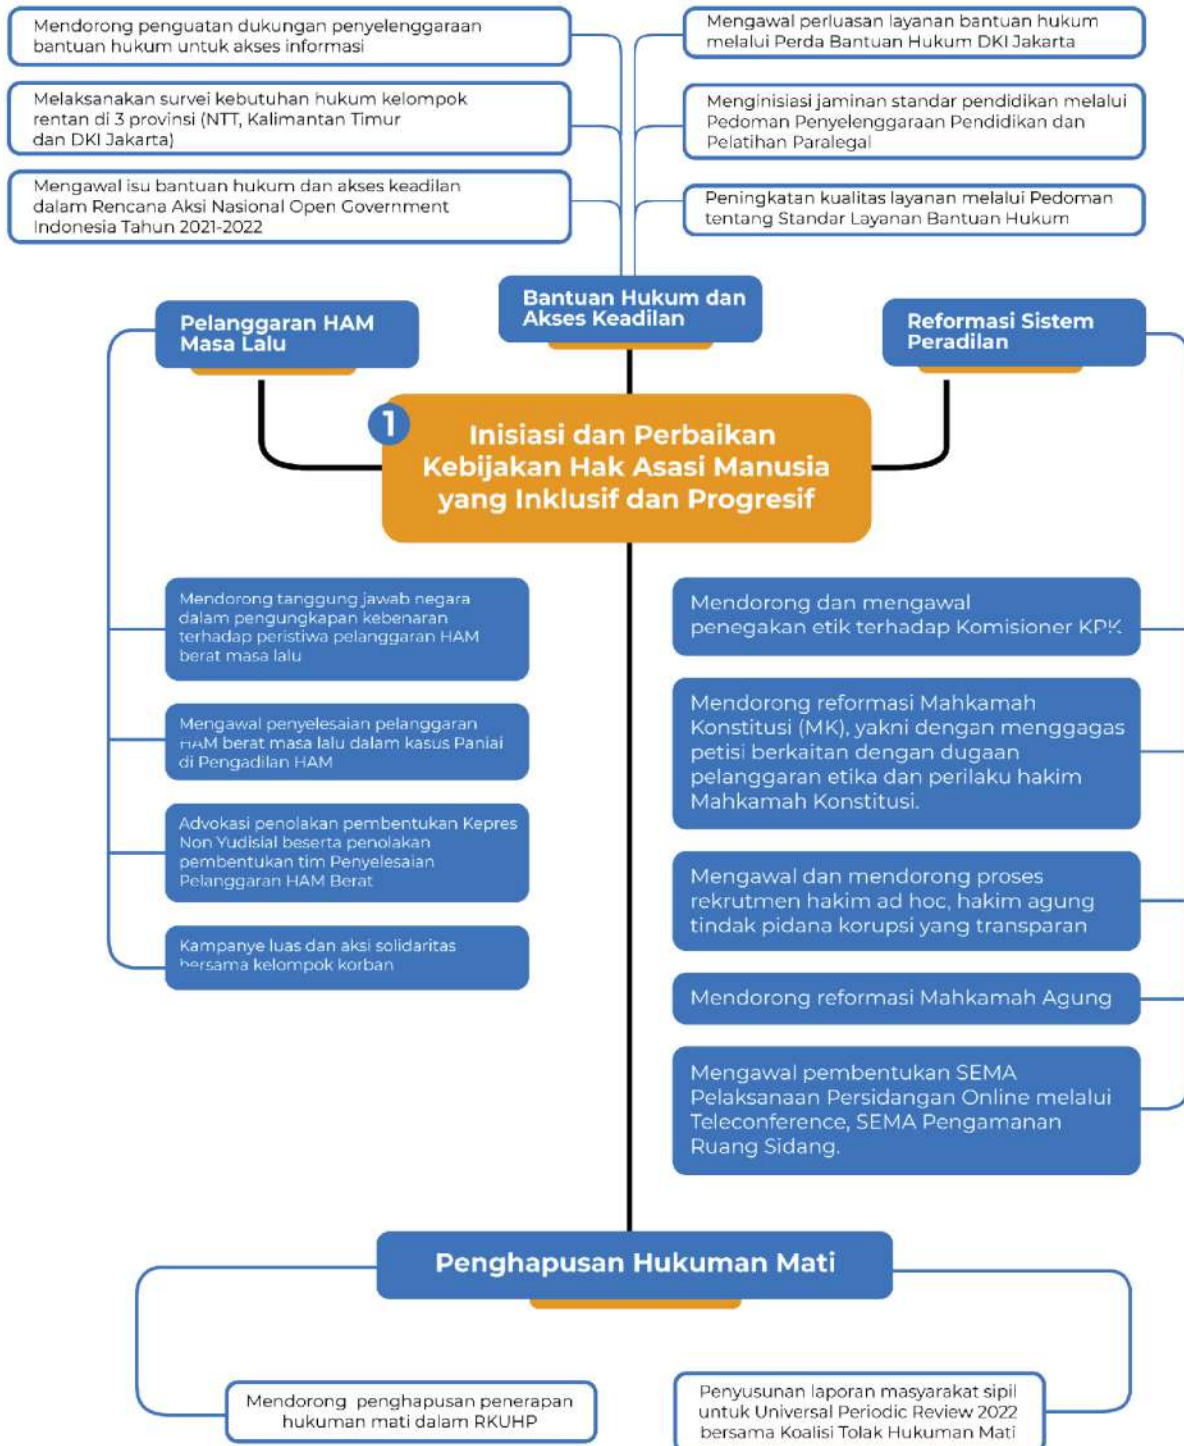 Mendorong penguatan dukungan penyelenggaraan
bantuan hukum untuk akses informasi
Melaksanakan survei kebutuhan hukum kelompok
rentan di 3 provinsi (NTT, Kalimantan Timur
dan DKI Jakarta)
Mengawal isu bantuan hukum dan akses keadilan
dalam Rencana Aksi Nasional Open Government
Indonesia Tahun 2021-2022
Mengawal perluasan layanan bantuan hukum
melalui Perda Bantuan Hukum DKI Jakarta
Menginisiasi jaminan standar pendidikan melalui
Pedoman Penyelenggaraan Pendidikan dan
Pelatihan Paralegal
Peningkatan kualitas layanan melalui Pedoman
tentang Standar Layanan Bantuan Hukum
Pelanggaran HAM
Masa Lalu
Bantuan Hukum dan
Akses Keadilan
Reformasi Sistem
Peradilan
1
Inisiasi dan Perbaikan
Kebijakan Hak Asasi Manusia
yang Inklusif dan Progresif
Mendorong tanggung jawab negara
dalam pengungkapan kebenaran
terhadap peristiwa pelanggaran HAM
berat masa lalu
Mengawal penyelesaian pelanggaran
HAM berat masa lalu dalam kasus Paniai
di Pengadilan HAM
Advokasi penolakan pembentukan Kepres
Non Yudisial beserta penolakan
pembentukan tim Penyelesaian
Pelanggaran HAM Berat
Kampanye luas dan aksi solidaritas
bersama kelompok korban
Mendorong dan mengawal
penegakan etik terhadap Komisioner KPK
Mendorong reformasi Mahkamah
Konstitusi (MK), yakni dengan menggagas
petisi berkaitan dengan dugaan
pelanggaran etika dan perilaku hakim
Mahkamah Konstitusi.
Mengawal dan mendorong proses
rekrutmen hakim ad hoc, hakim agung
tindak pidana korupsi yang transparan
Mendorong reformasi Mahkamah Agung
Mengawal pembentukan SEMA
Pelaksanaan Persidangan Online melalui
Teleconference, SEMA Pengamanan
Ruang Sidang.
Penghapusan Hukuman Mati
Mendorong penghapusan penerapan
hukuman mati dalam RKUHP
Penyusunan laporan masyarakat sipil
untuk Universal Periodic Review 2022
bersama Koalisi Tolak Hukuman Mati